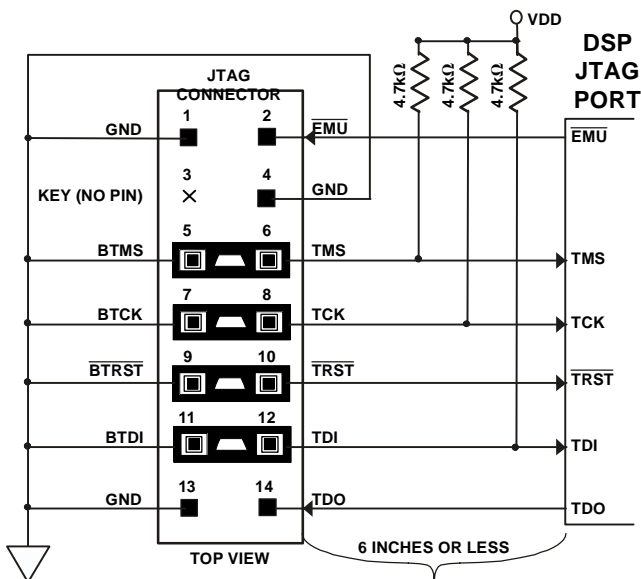 VDD
DSP
JTAG
PORT
4.7kΩ
4.7kΩ
4.7kΩ
JTAG
CONNECTOR
GND
1
2
EMU
EMU
KEY (NO PIN)
3
4
GND
BTMS
5
6
TMS
TMS
BTCK
7
8
TCK
TCK
BTRST
9
10
TRST
TRST
BTDI
11
12
TDI
TDI
GND
13
14
TDO
TDO
TOP VIEW
6 INCHES OR LESS